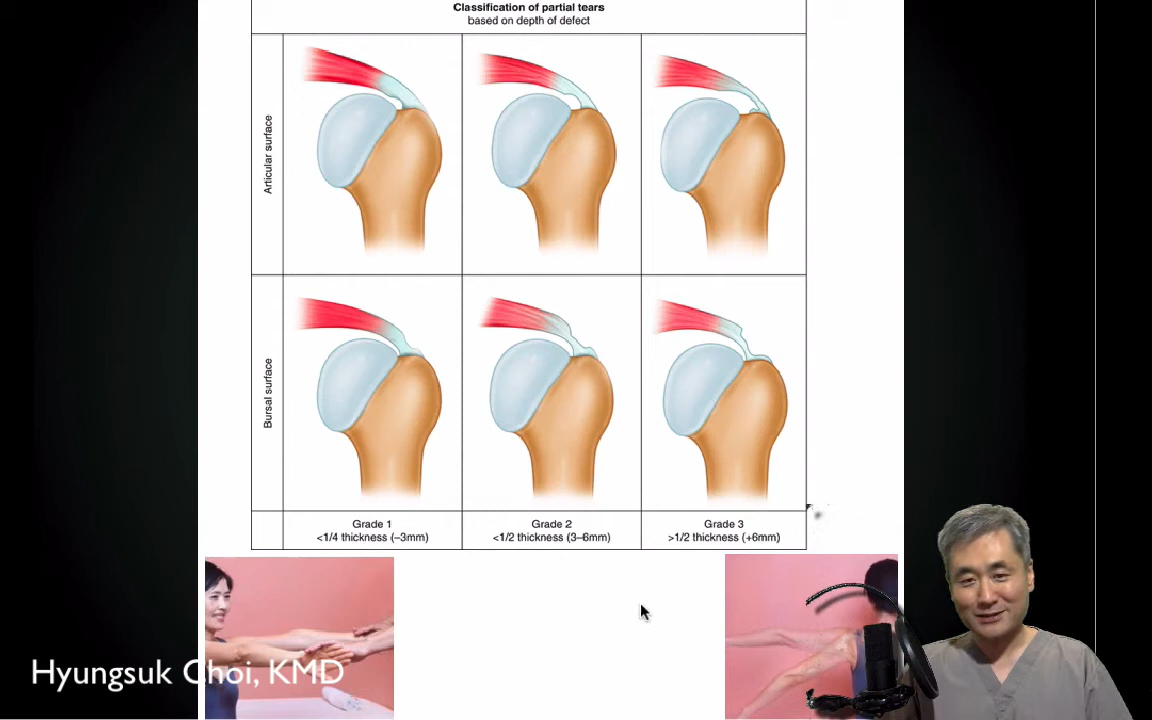 Classification of partial tears
based on depth of defect
Articular surface
Bursal surface
Grade 1
<1/4 thickness (–3mm)
Grade 2
<1/2 thickness (3–6mm)
Grade 3
>1/2 thickness (+6mm)
Hyungsuk Choi, KMD